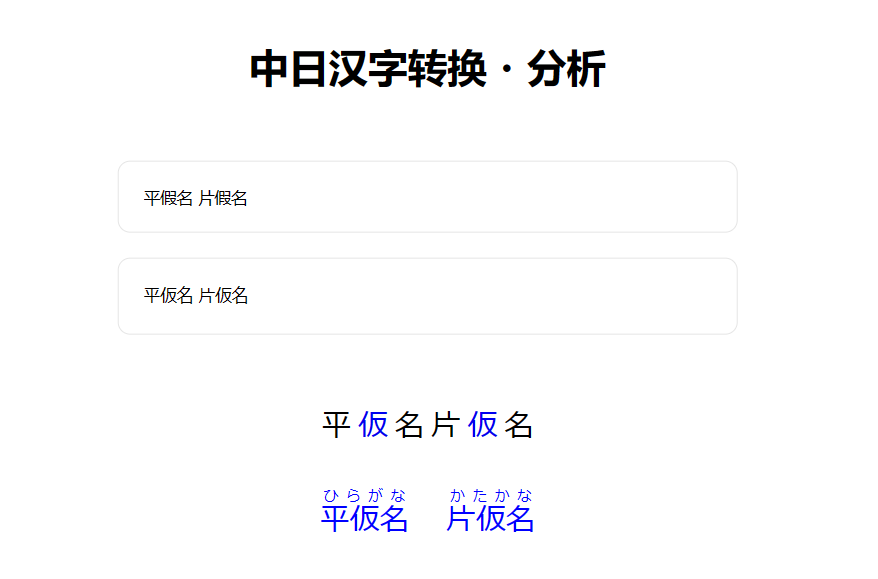 中日汉字转换·分析
平假名 片假名
平仮名 片仮名
平 仮 名 片 仮 名
ひらがな かたかな
平仮名 片仮名